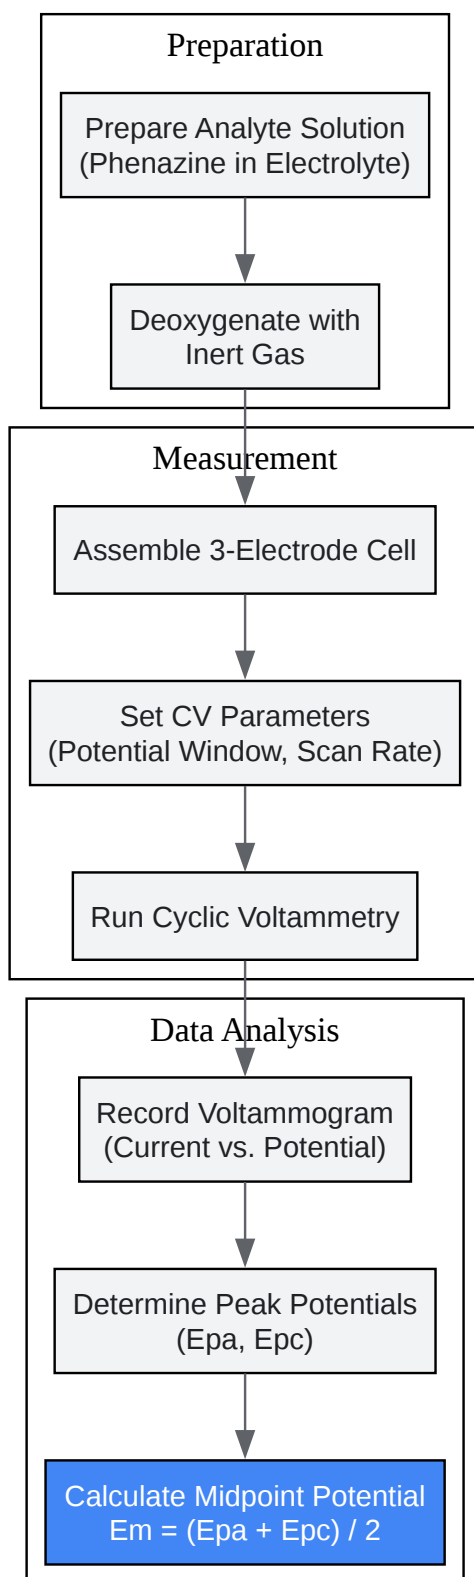 Preparation
Prepare Analyte Solution
(Phenazine in Electrolyte)
Deoxygenate with
Inert Gas
Measurement
Assemble 3-Electrode Cell
Set CV Parameters
(Potential Window, Scan Rate)
Run Cyclic Voltammetry
Data Analysis
Record Voltammogram
(Current vs. Potential)
Determine Peak Potentials
(Epa, Epc)
Calculate Midpoint Potential
Em = (Epa + Epc) / 2